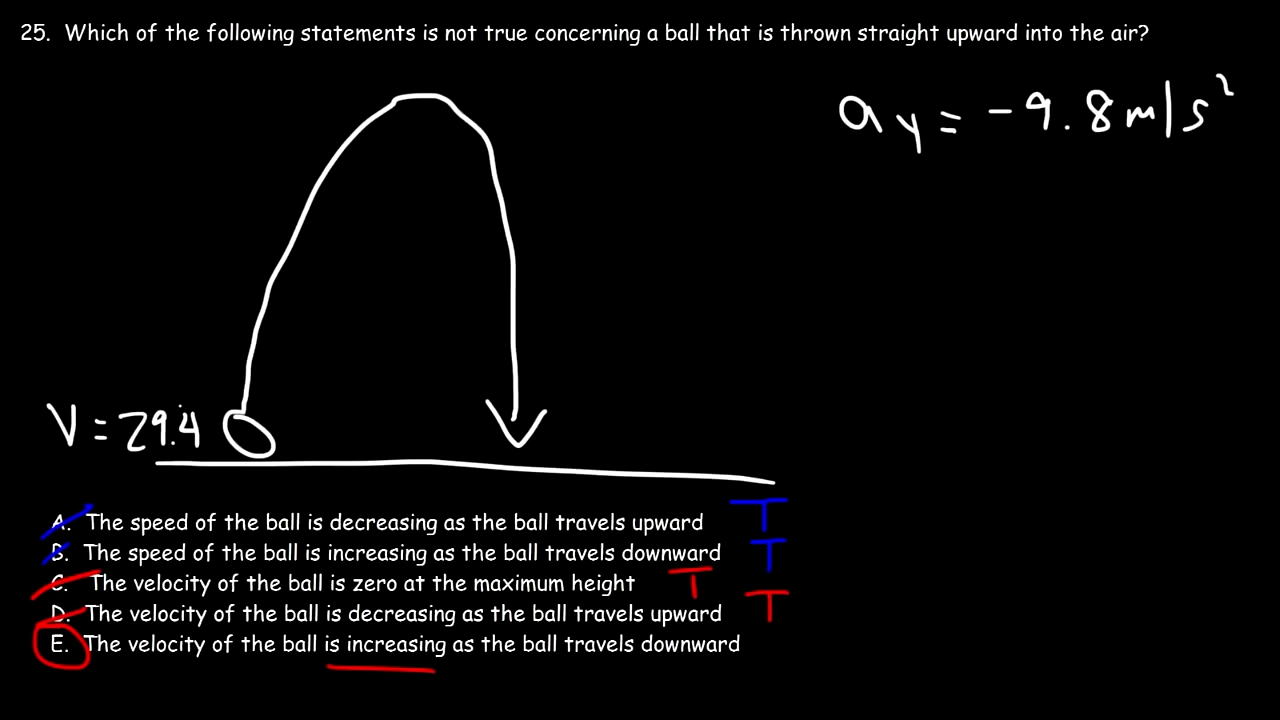 25. Which of the following statements is not true concerning a ball that is thrown straight upward into the air?
ay = -9.8 m/s²
V = 29.4
A. The speed of the ball is decreasing as the ball travels upward T
B. The speed of the ball is increasing as the ball travels downward T
C. The velocity of the ball is zero at the maximum height T
D. The velocity of the ball is decreasing as the ball travels upward T
E. The velocity of the ball is increasing as the ball travels downward